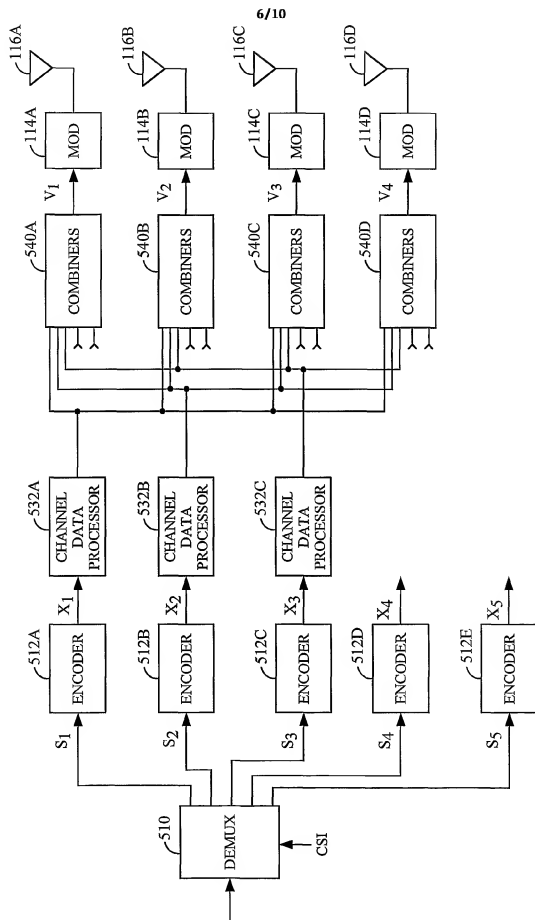 6/10
116A
116B
116C
116D
114A
MOD
114B
MOD
114C
MOD
114D
MOD
V1
V2
V3
V4
540A
COMBINERS
540B
COMBINERS
540C
COMBINERS
540D
COMBINERS
532A
CHANNEL
DATA
PROCESSOR
532B
CHANNEL
DATA
PROCESSOR
532C
CHANNEL
DATA
PROCESSOR
X1
X2
X3
X4
X5
512A
ENCODER
512B
ENCODER
512C
ENCODER
512D
ENCODER
512E
ENCODER
S1
S2
S3
S4
S5
510
DEMUX
CSI